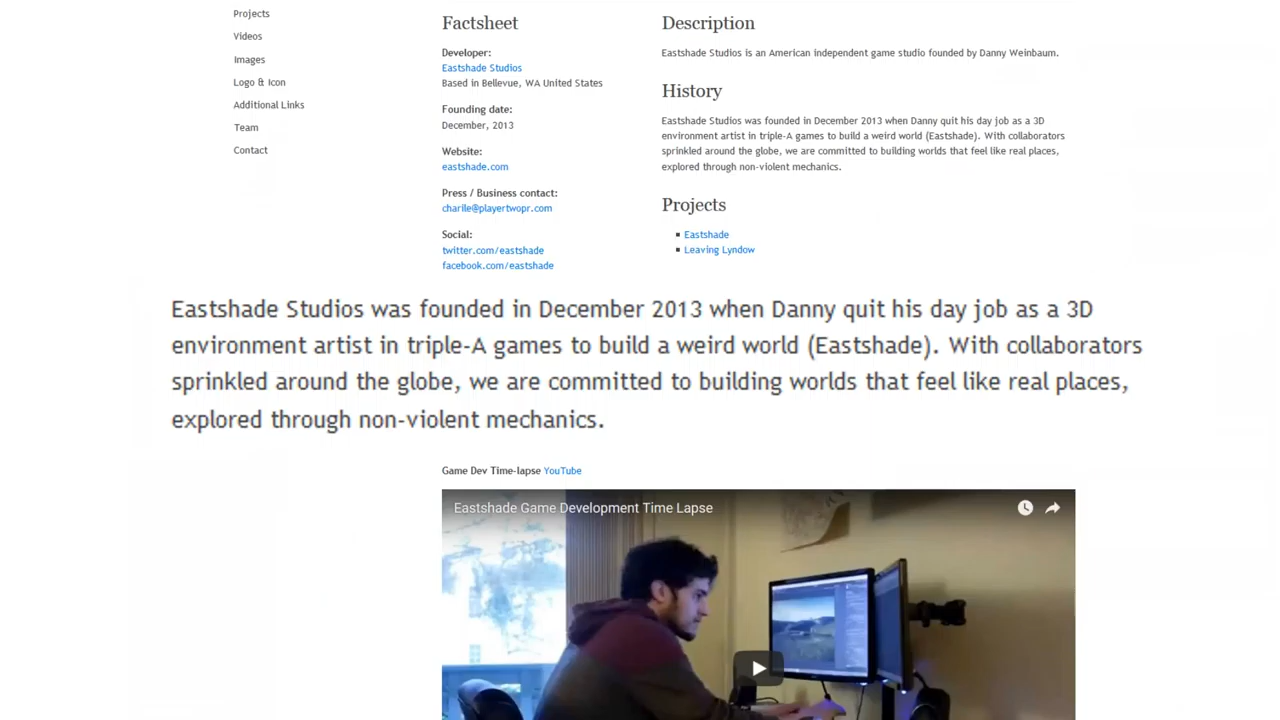 Projects
Videos
Images
Logo & Icon
Additional Links
Team
Contact
Factsheet
Developer:
Eastshade Studios
Based in Bellevue, WA United States
Founding date:
December, 2013
Website:
eastshade.com
Press / Business contact:
charile@playertwopr.com
Social:
twitter.com/eastshade
facebook.com/eastshade
Description
Eastshade Studios is an American independent game studio founded by Danny Weinbaum.
History
Eastshade Studios was founded in December 2013 when Danny quit his day job as a 3D
environment artist in triple-A games to build a weird world (Eastshade). With collaborators
sprinkled around the globe, we are committed to building worlds that feel like real places,
explored through non-violent mechanics.
Projects
Eastshade
Leaving Lyndow
Eastshade Studios was founded in December 2013 when Danny quit his day job as a 3D
environment artist in triple-A games to build a weird world (Eastshade). With collaborators
sprinkled around the globe, we are committed to building worlds that feel like real places,
explored through non-violent mechanics.
Game Dev Time-lapse YouTube
Eastshade Game Development Time Lapse